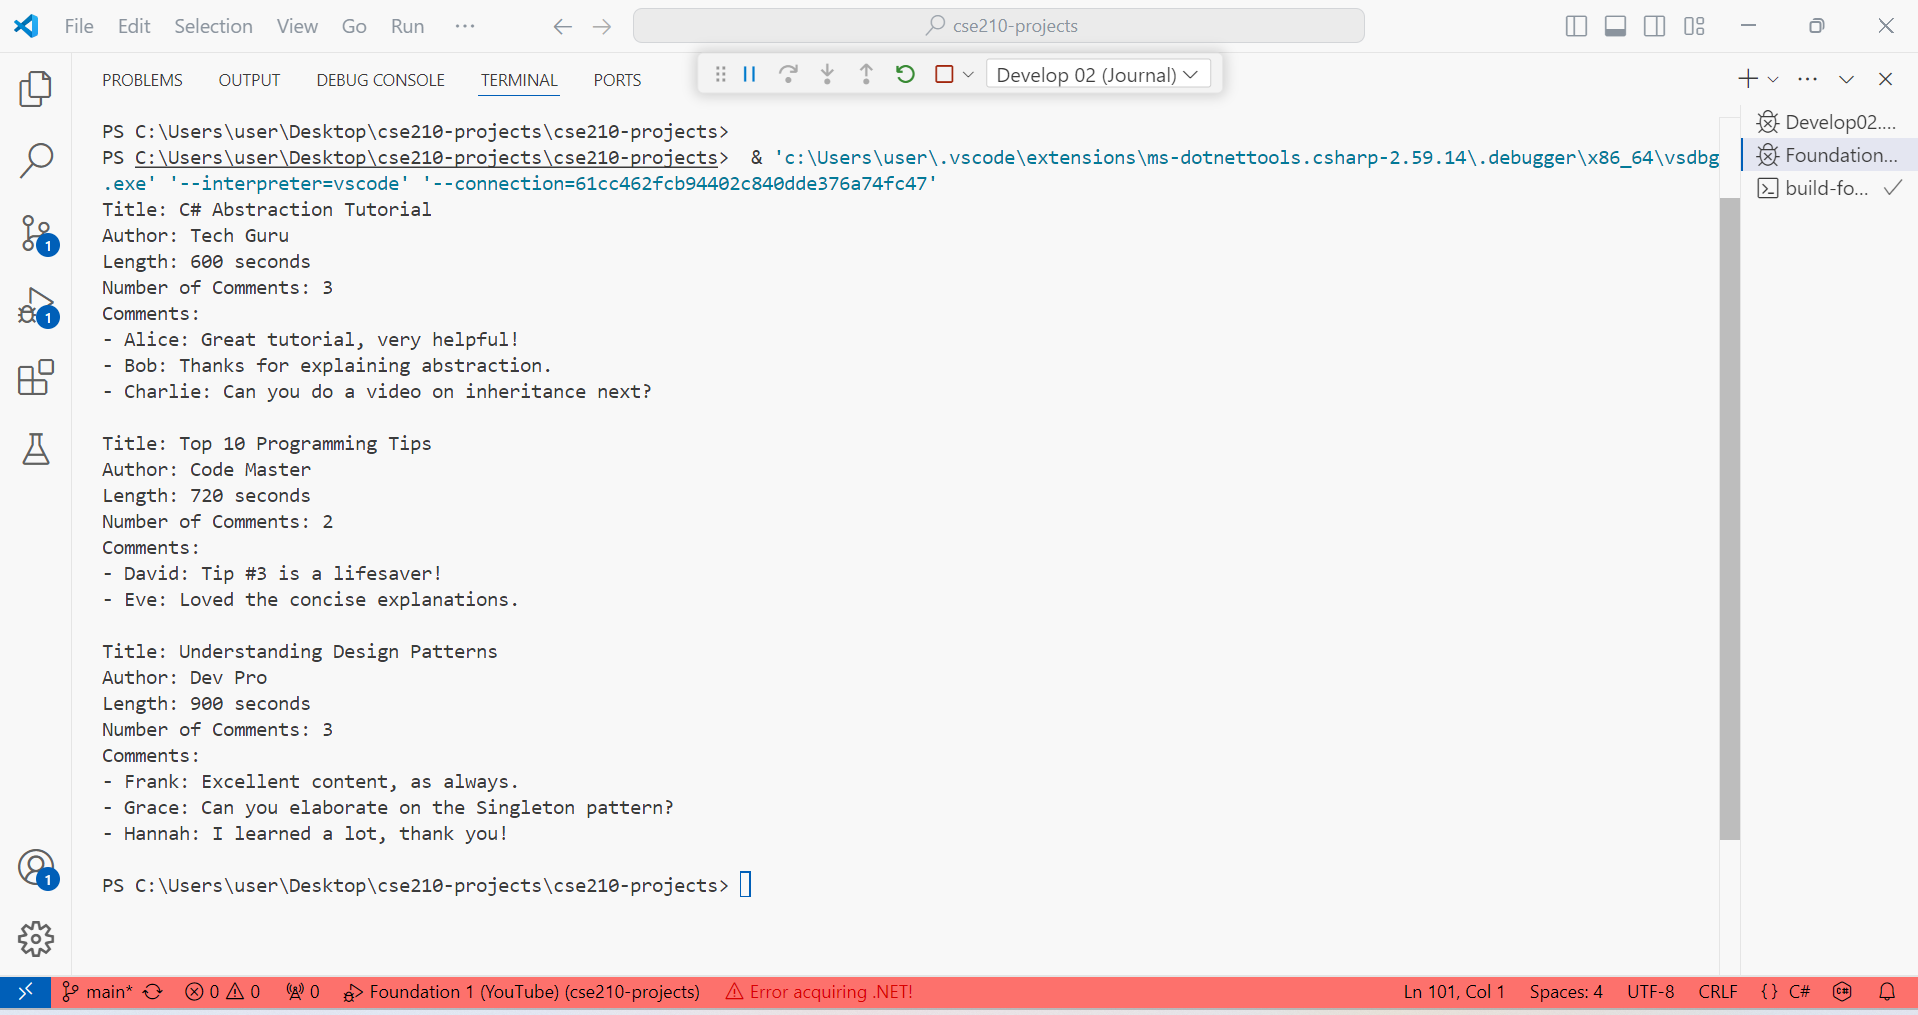 File Edit Selection View Go Run ··· cse210-projects
PROBLEMS OUTPUT DEBUG CONSOLE TERMINAL PORTS Develop 02 (Journal)
PS C:\Users\user\Desktop\cse210-projects\cse210-projects>
PS C:\Users\user\Desktop\cse210-projects\cse210-projects>  & 'c:\Users\user\.vscode\extensions\ms-dotnettools.csharp-2.59.14\.debugger\x86_64\vsdbg
.exe' '--interpreter=vscode' '--connection=61cc462fcb94402c840dde376a74fc47'
Title: C# Abstraction Tutorial
Author: Tech Guru
Length: 600 seconds
Number of Comments: 3
Comments:
- Alice: Great tutorial, very helpful!
- Bob: Thanks for explaining abstraction.
- Charlie: Can you do a video on inheritance next?
Title: Top 10 Programming Tips
Author: Code Master
Length: 720 seconds
Number of Comments: 2
Comments:
- David: Tip #3 is a lifesaver!
- Eve: Loved the concise explanations.
Title: Understanding Design Patterns
Author: Dev Pro
Length: 900 seconds
Number of Comments: 3
Comments:
- Frank: Excellent content, as always.
- Grace: Can you elaborate on the Singleton pattern?
- Hannah: I learned a lot, thank you!
PS C:\Users\user\Desktop\cse210-projects\cse210-projects>
Develop02....
Foundation...
build-fo...
1
1
1
main* 0 0 0 Foundation 1 (YouTube) (cse210-projects) Error acquiring .NET! Ln 101, Col 1 Spaces: 4 UTF-8 CRLF {} C#